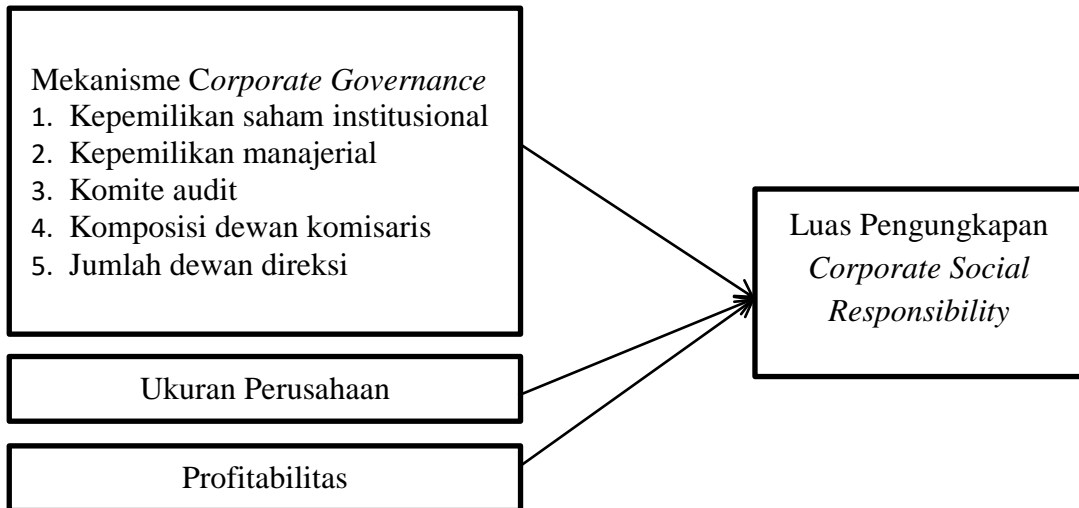 Mekanisme Corporate Governance
1. Kepemilikan saham institusional
2. Kepemilikan manajerial
3. Komite audit
4. Komposisi dewan komisaris
5. Jumlah dewan direksi
Ukuran Perusahaan
Profitabilitas
Luas Pengungkapan
Corporate Social
Responsibility